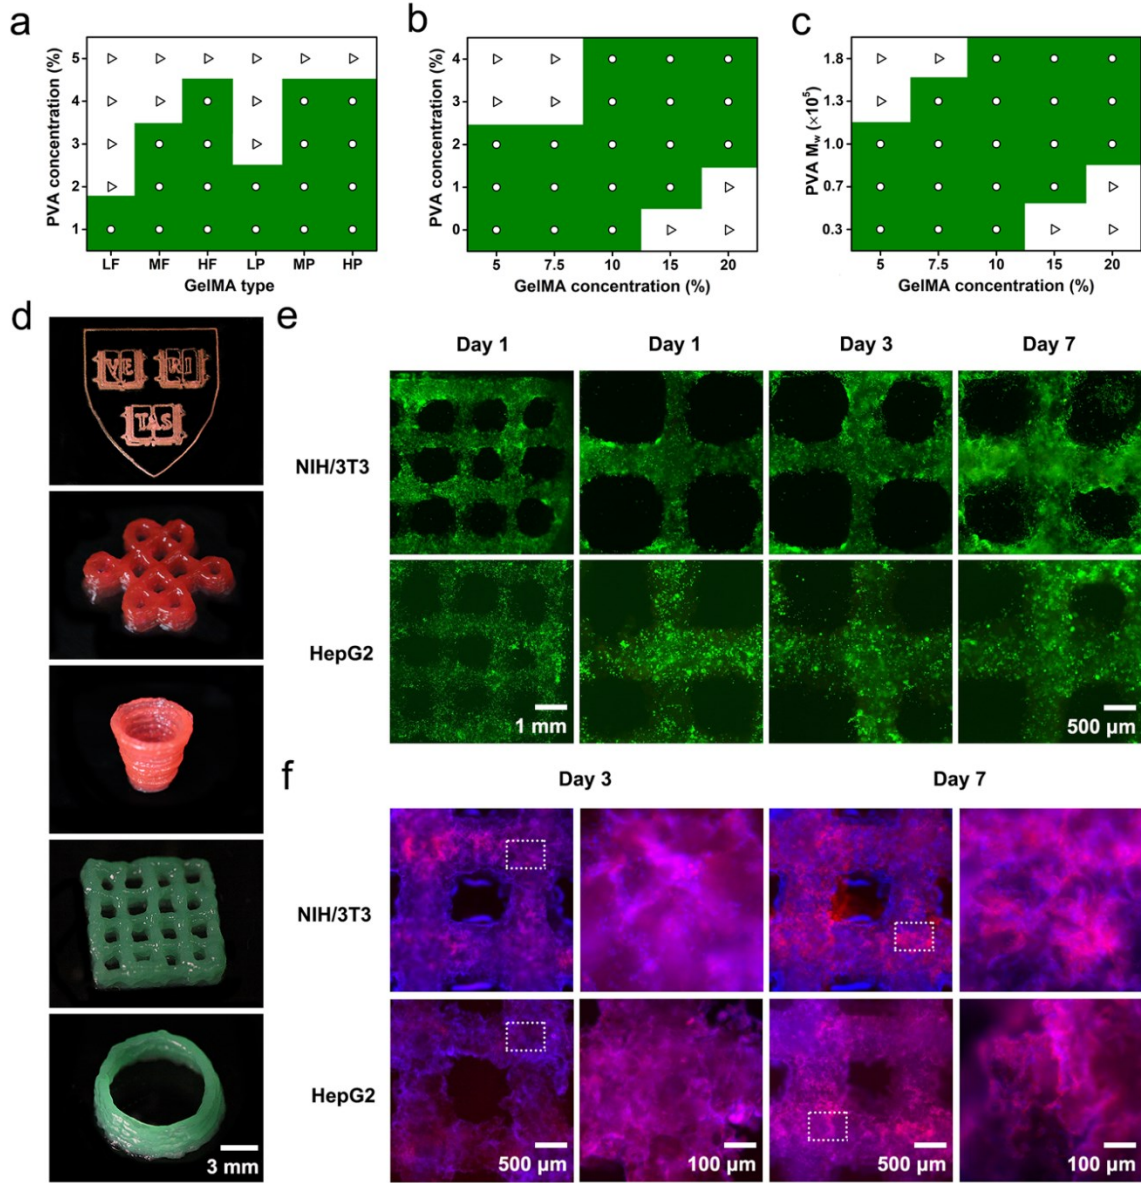 a
PVA concentration (%)
5
4
3
2
1
LF MF HF LP MP HP
GelMA type
b
PVA concentration (%)
4
3
2
1
0
5 7.5 10 15 20
GelMA concentration (%)
c
PVA Mw (×10⁵)
1.8
1.3
1.0
0.7
0.3
5 7.5 10 15 20
GelMA concentration (%)
d
VE RI
TAS
3 mm
e
Day 1 Day 1 Day 3 Day 7
NIH/3T3
HepG2
1 mm 500 µm
f
Day 3 Day 7
NIH/3T3
HepG2
500 µm 100 µm 500 µm 100 µm